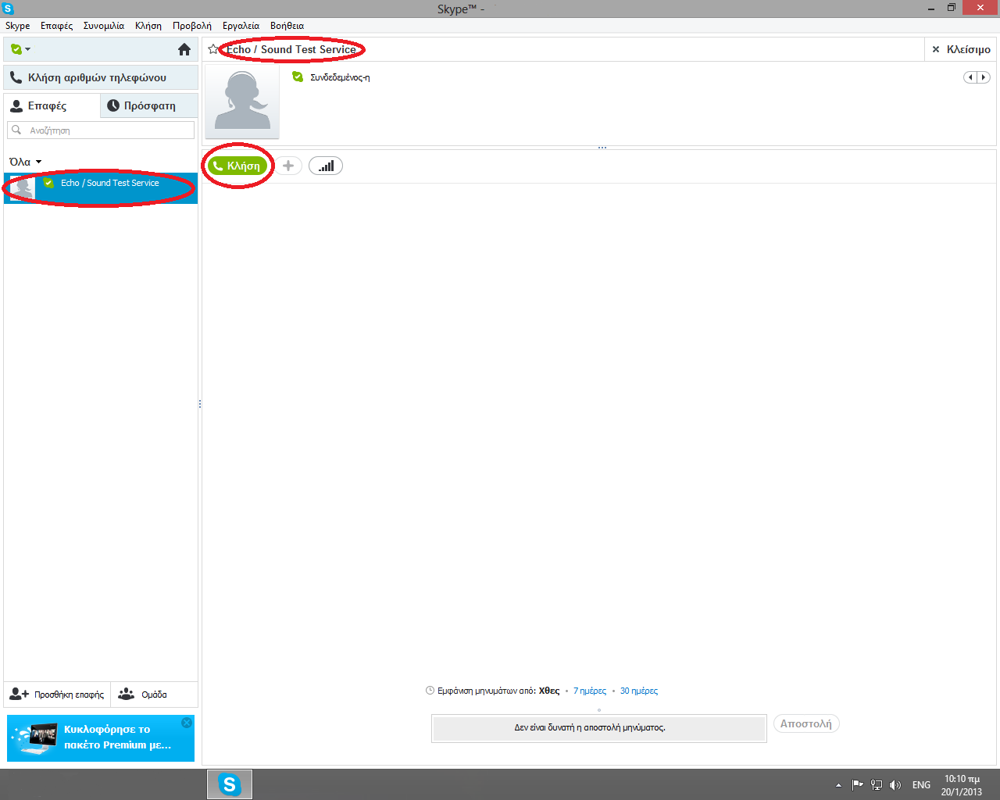 Skype™ -
Skype Επαφές Συνομιλία Κλήση Προβολή Εργαλεία Βοήθεια
Echo / Sound Test Service
Κλείσιμο
Κλήση αριθμών τηλεφώνου
Συνδεδεμένος-η
Επαφές Πρόσφατη
Αναζήτηση
Όλα
Κλήση
Echo / Sound Test Service
Εμφάνιση μηνυμάτων από: Χθες • 7 ημέρες • 30 ημέρες
Προσθήκη επαφής Ομάδα
Δεν είναι δυνατή η αποστολή μηνύματος.
Αποστολή
Κυκλοφόρησε το
πακέτο Premium με...
ENG
10:10 πμ
20/1/2013